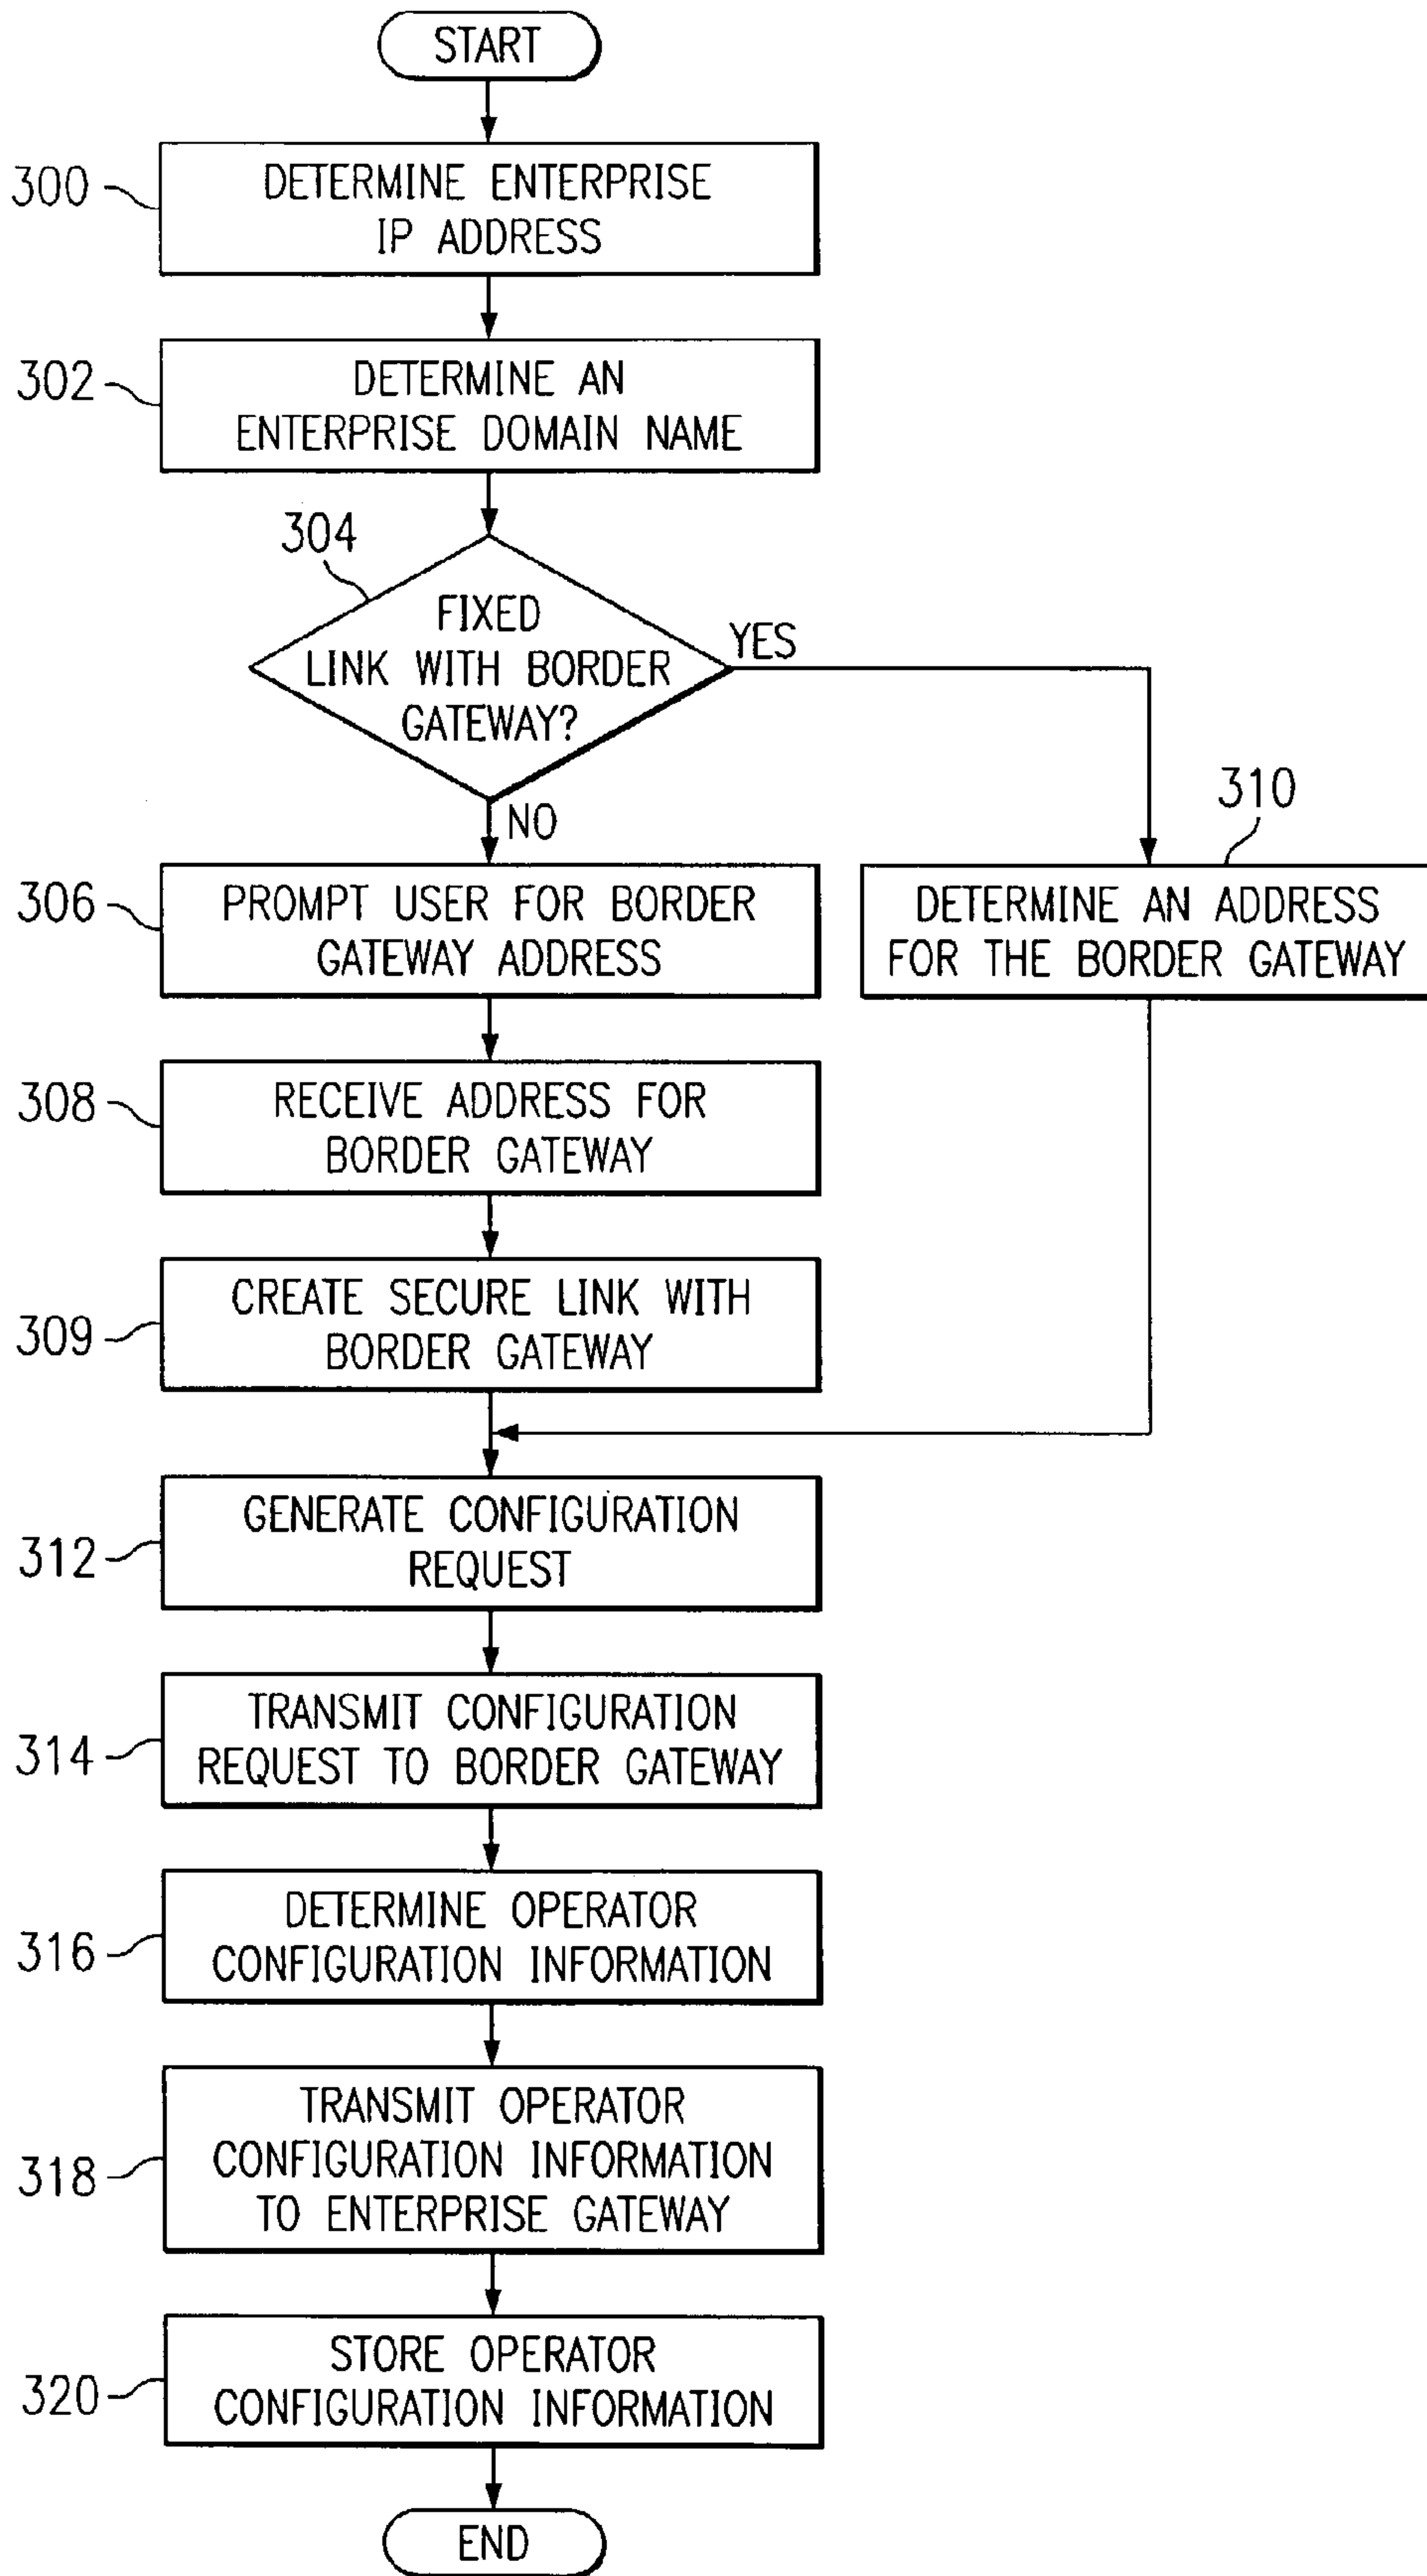 START
300
DETERMINE ENTERPRISE
IP ADDRESS
302
DETERMINE AN
ENTERPRISE DOMAIN NAME
304
FIXED
LINK WITH BORDER
GATEWAY?
YES
NO
310
306
PROMPT USER FOR BORDER
GATEWAY ADDRESS
DETERMINE AN ADDRESS
FOR THE BORDER GATEWAY
308
RECEIVE ADDRESS FOR
BORDER GATEWAY
309
CREATE SECURE LINK WITH
BORDER GATEWAY
312
GENERATE CONFIGURATION
REQUEST
314
TRANSMIT CONFIGURATION
REQUEST TO BORDER GATEWAY
316
DETERMINE OPERATOR
CONFIGURATION INFORMATION
318
TRANSMIT OPERATOR
CONFIGURATION INFORMATION
TO ENTERPRISE GATEWAY
320
STORE OPERATOR
CONFIGURATION INFORMATION
END